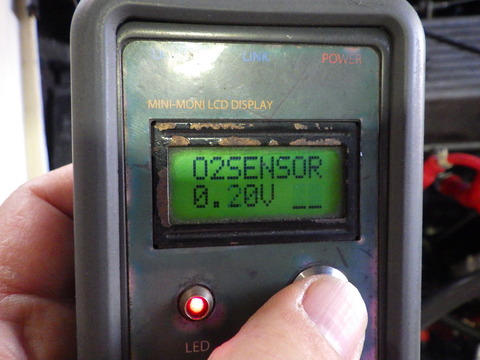 LINK POWER
MINI-MONI LCD DISPLAY
O2SENSOR
0.20V __
LED